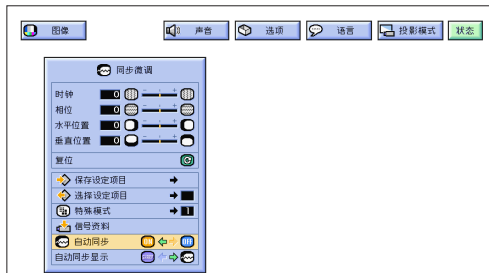 图像 声音 选项 语言 投影模式 状态
同步微调
时钟 0
相位 0
水平位置 0
垂直位置 0
复位
保存设定项目
选择设定项目
特殊模式 1
信号资料
自动同步 ON OFF
自动同步显示